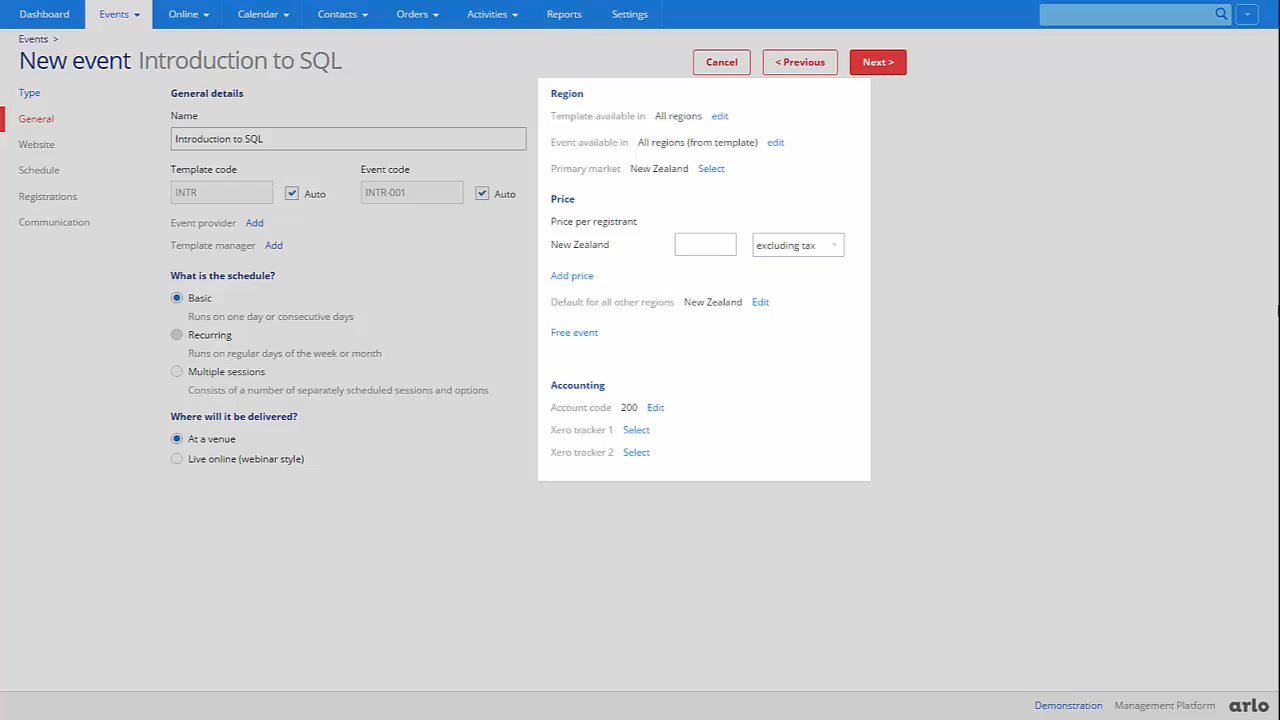 Dashboard Events Online Calendar Contacts Orders Activities Reports Settings
Events >
New event Introduction to SQL
Cancel < Previous Next >
Type
General
Website
Schedule
Registrations
Communication
General details
Name
Introduction to SQL
Template code Event code
INTR Auto INTR-001 Auto
Event provider Add
Template manager Add
What is the schedule?
Basic
Runs on one day or consecutive days
Recurring
Runs on regular days of the week or month
Multiple sessions
Consists of a number of separately scheduled sessions and options
Where will it be delivered?
At a venue
Live online (webinar style)
Region
Template available in All regions edit
Event available in All regions (from template) edit
Primary market New Zealand Select
Price
Price per registrant
New Zealand excluding tax
Add price
Default for all other regions New Zealand Edit
Free event
Accounting
Account code 200 Edit
Xero tracker 1 Select
Xero tracker 2 Select
Demonstration Management Platform arlo